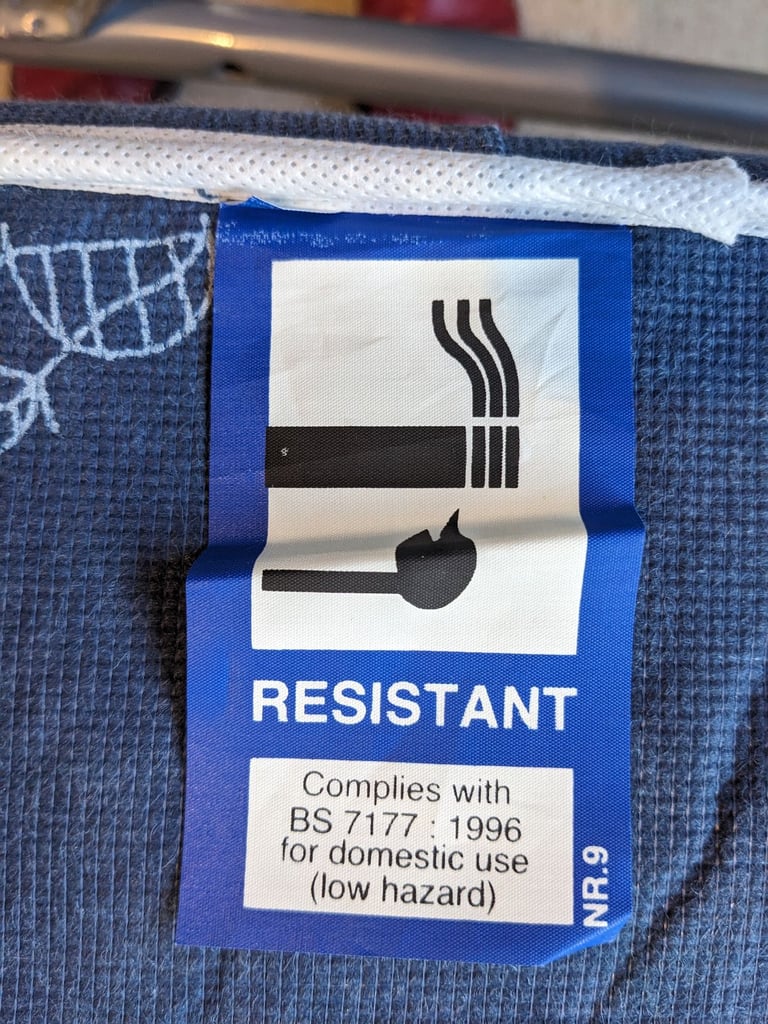 RESISTANT
Complies with
BS 7177 : 1996
for domestic use
(low hazard)
NR.9